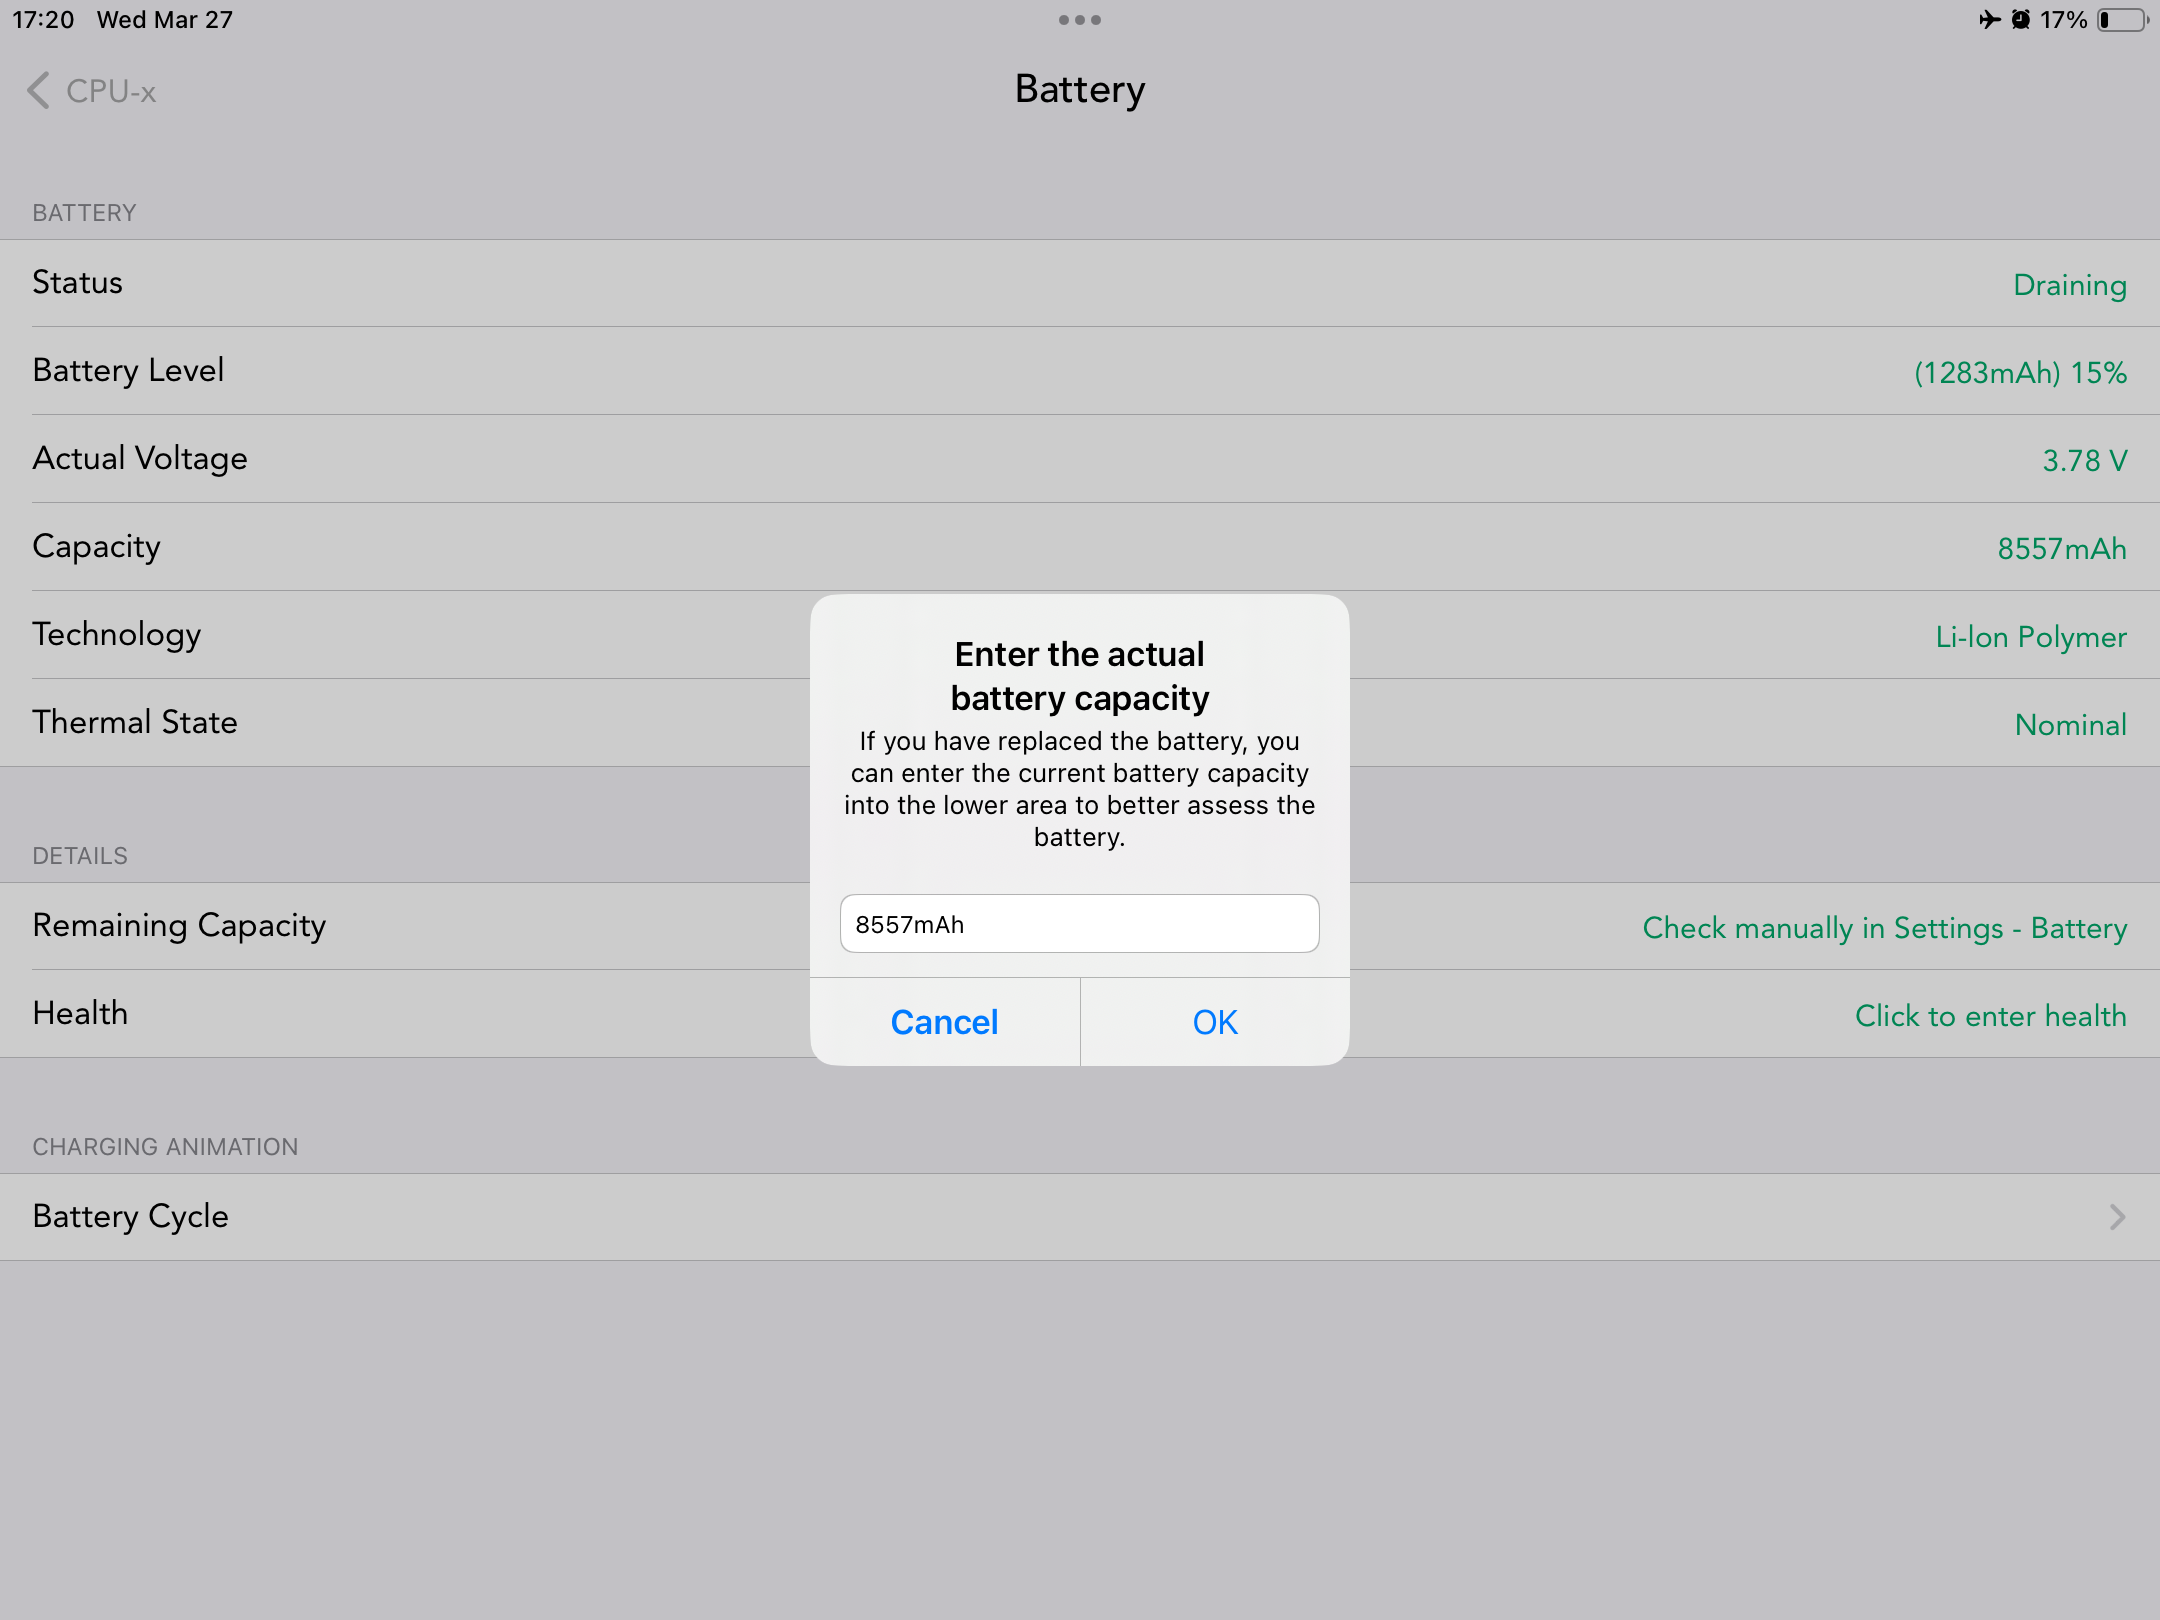 17:20 Wed Mar 27
17%
CPU-x
Battery
BATTERY
Status
Draining
Battery Level
(1283mAh) 15%
Actual Voltage
3.78 V
Capacity
8557mAh
Technology
Li-Ion Polymer
Thermal State
Nominal
Enter the actual
battery capacity
If you have replaced the battery, you
can enter the current battery capacity
into the lower area to better assess the
battery.
8557mAh
Cancel
OK
DETAILS
Remaining Capacity
Check manually in Settings - Battery
Health
Click to enter health
CHARGING ANIMATION
Battery Cycle